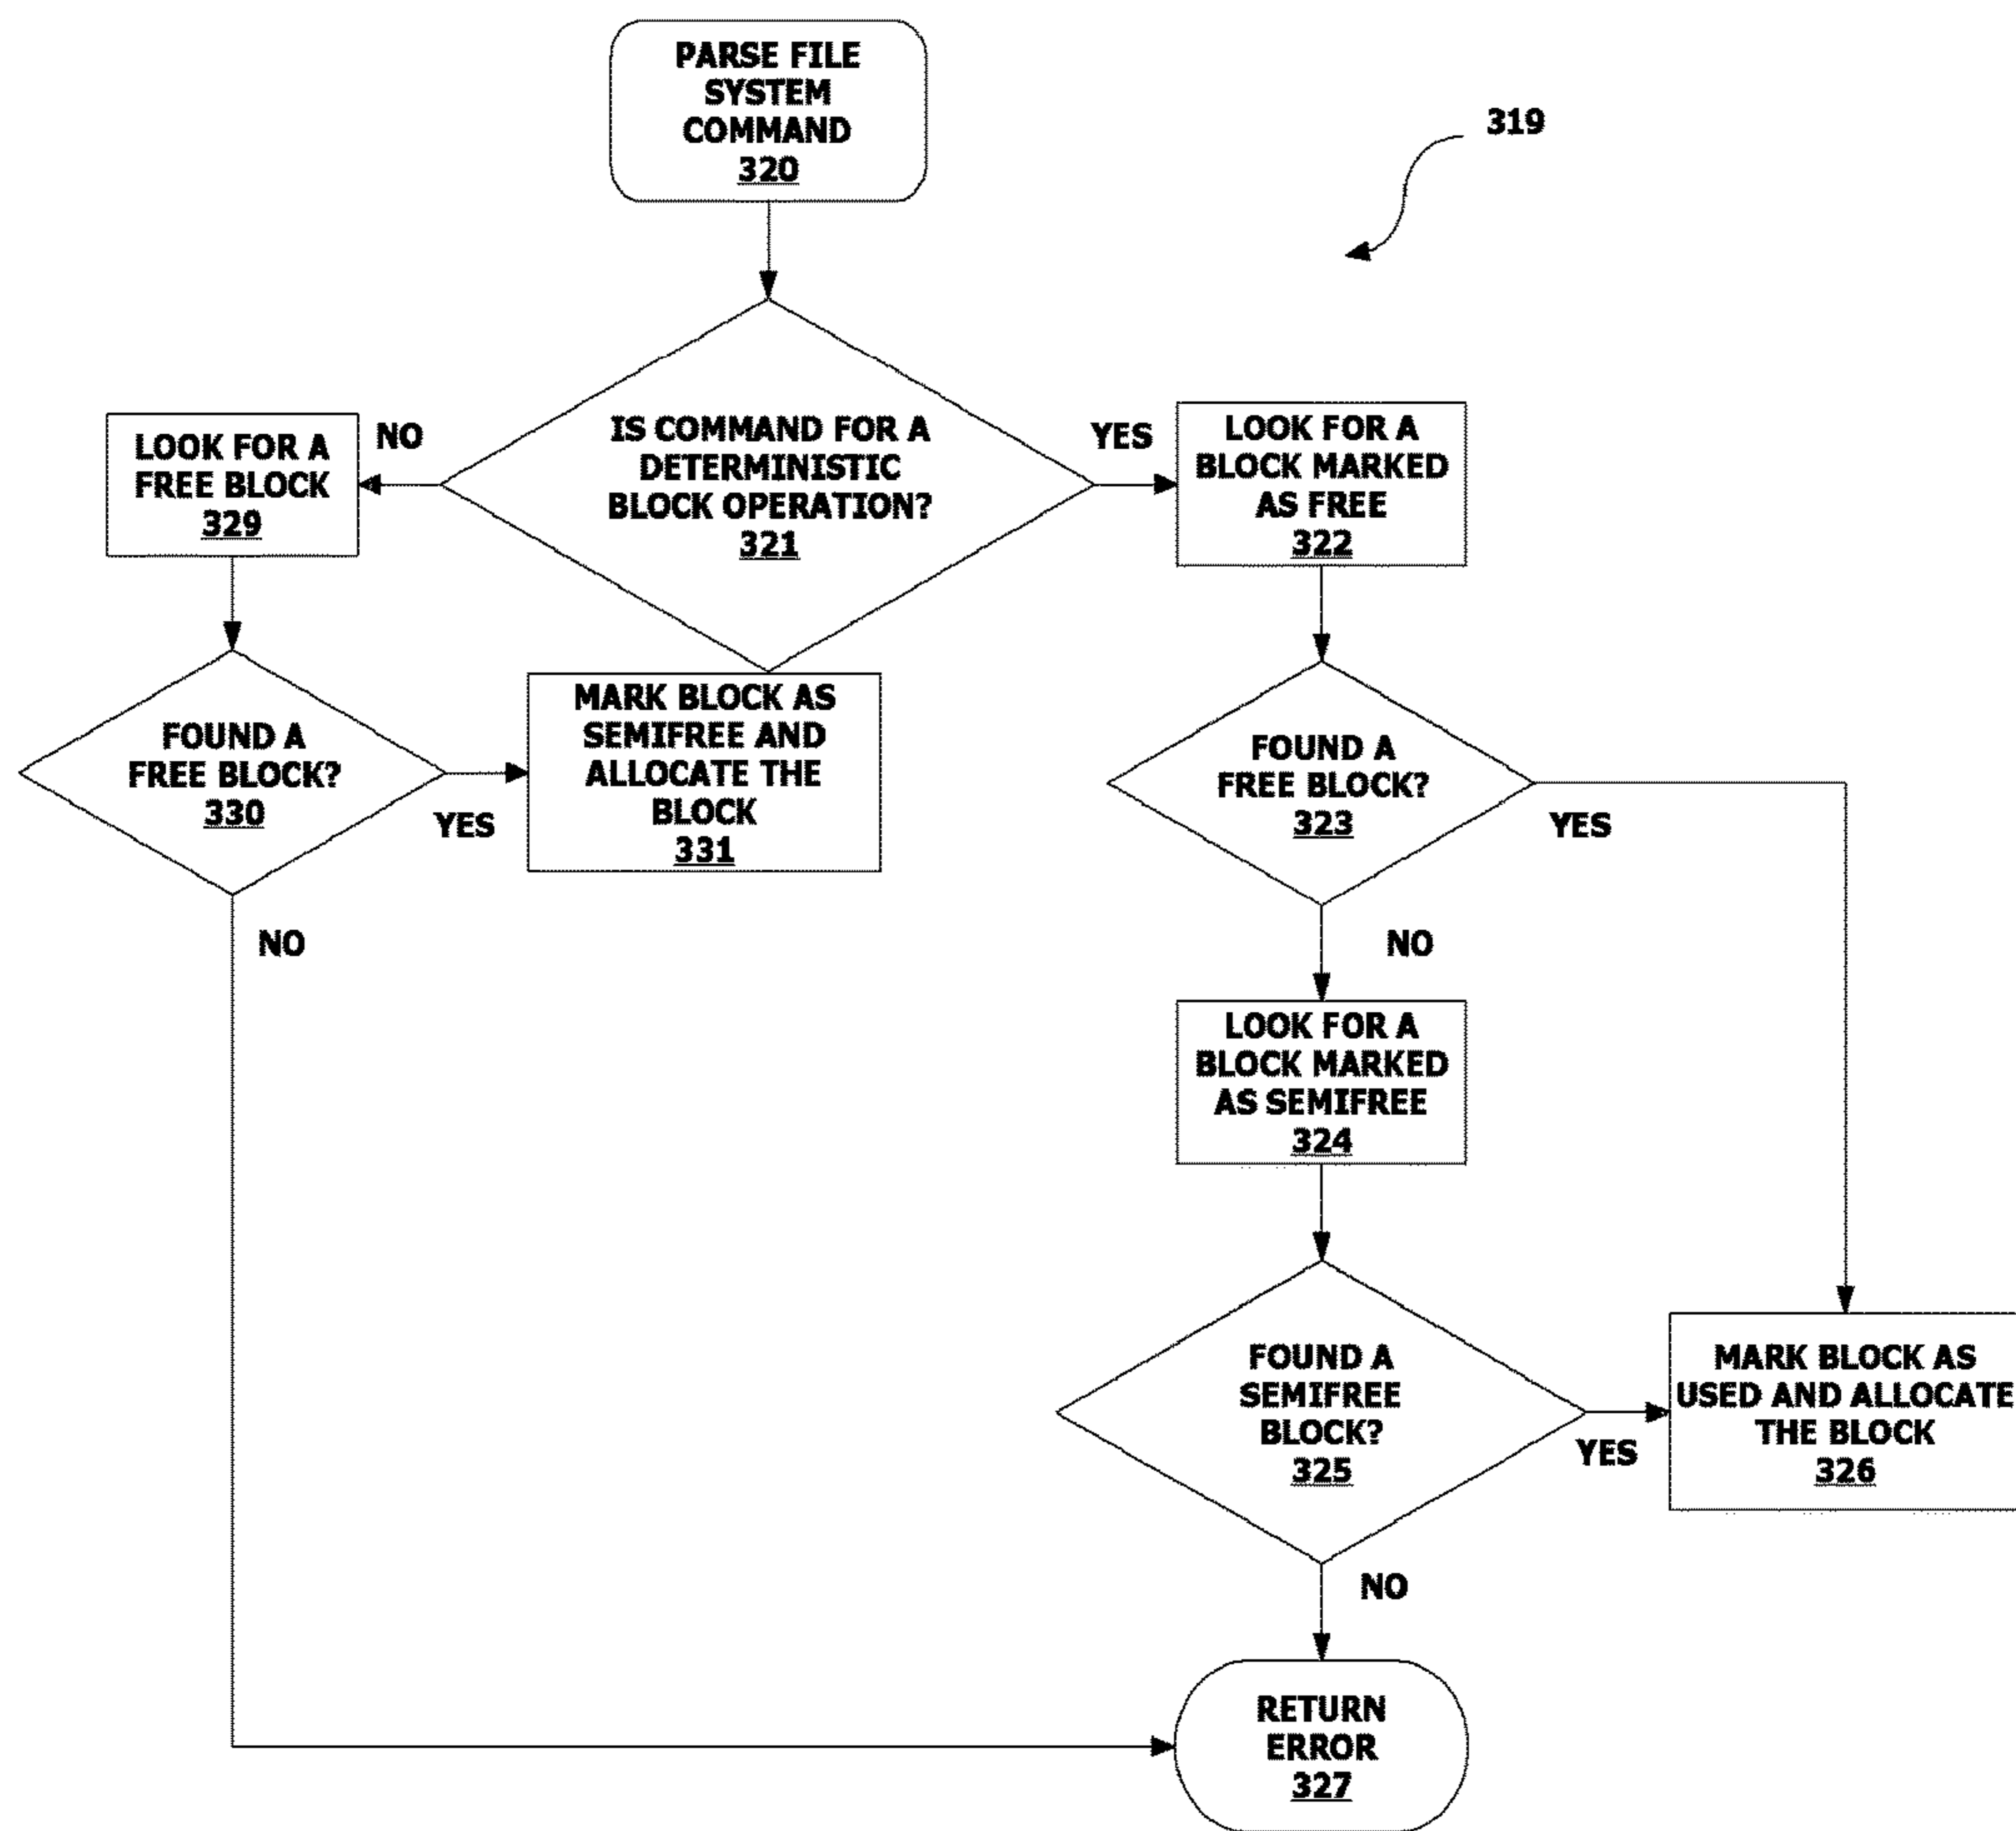 PARSE FILE
SYSTEM
COMMAND
320
319
IS COMMAND FOR A
DETERMINISTIC
BLOCK OPERATION?
321
NO
YES
LOOK FOR A
FREE BLOCK
329
LOOK FOR A
BLOCK MARKED
AS FREE
322
FOUND A
FREE BLOCK?
330
YES
NO
MARK BLOCK AS
SEMIFREE AND
ALLOCATE THE
BLOCK
331
FOUND A
FREE BLOCK?
323
YES
NO
LOOK FOR A
BLOCK MARKED
AS SEMIFREE
324
FOUND A
SEMIFREE
BLOCK?
325
YES
NO
MARK BLOCK AS
USED AND ALLOCATE
THE BLOCK
326
RETURN
ERROR
327